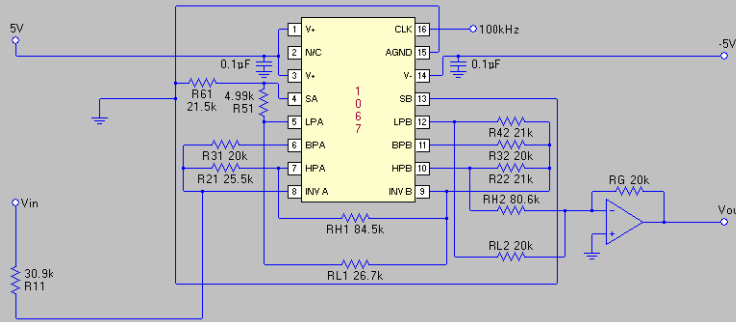 5V
0.1µF
R61
21.5k
4.99k
R51
R31 20k
R21 25.5k
Vin
30.9k
R11
1 V+
2 N/C
3 V+
4 SA
5 LPA
6 BPA
7 HPA
8 INV A
1
0
6
7
CLK 16
AGND 15
V- 14
SB 13
LPB 12
BPB 11
HPB 10
INV B 9
100kHz
-5V
0.1µF
R42 21k
R32 20k
R22 21k
RH2 80.6k
RL2 20k
RH1 84.5k
RL1 26.7k
RG 20k
-
+
Vou